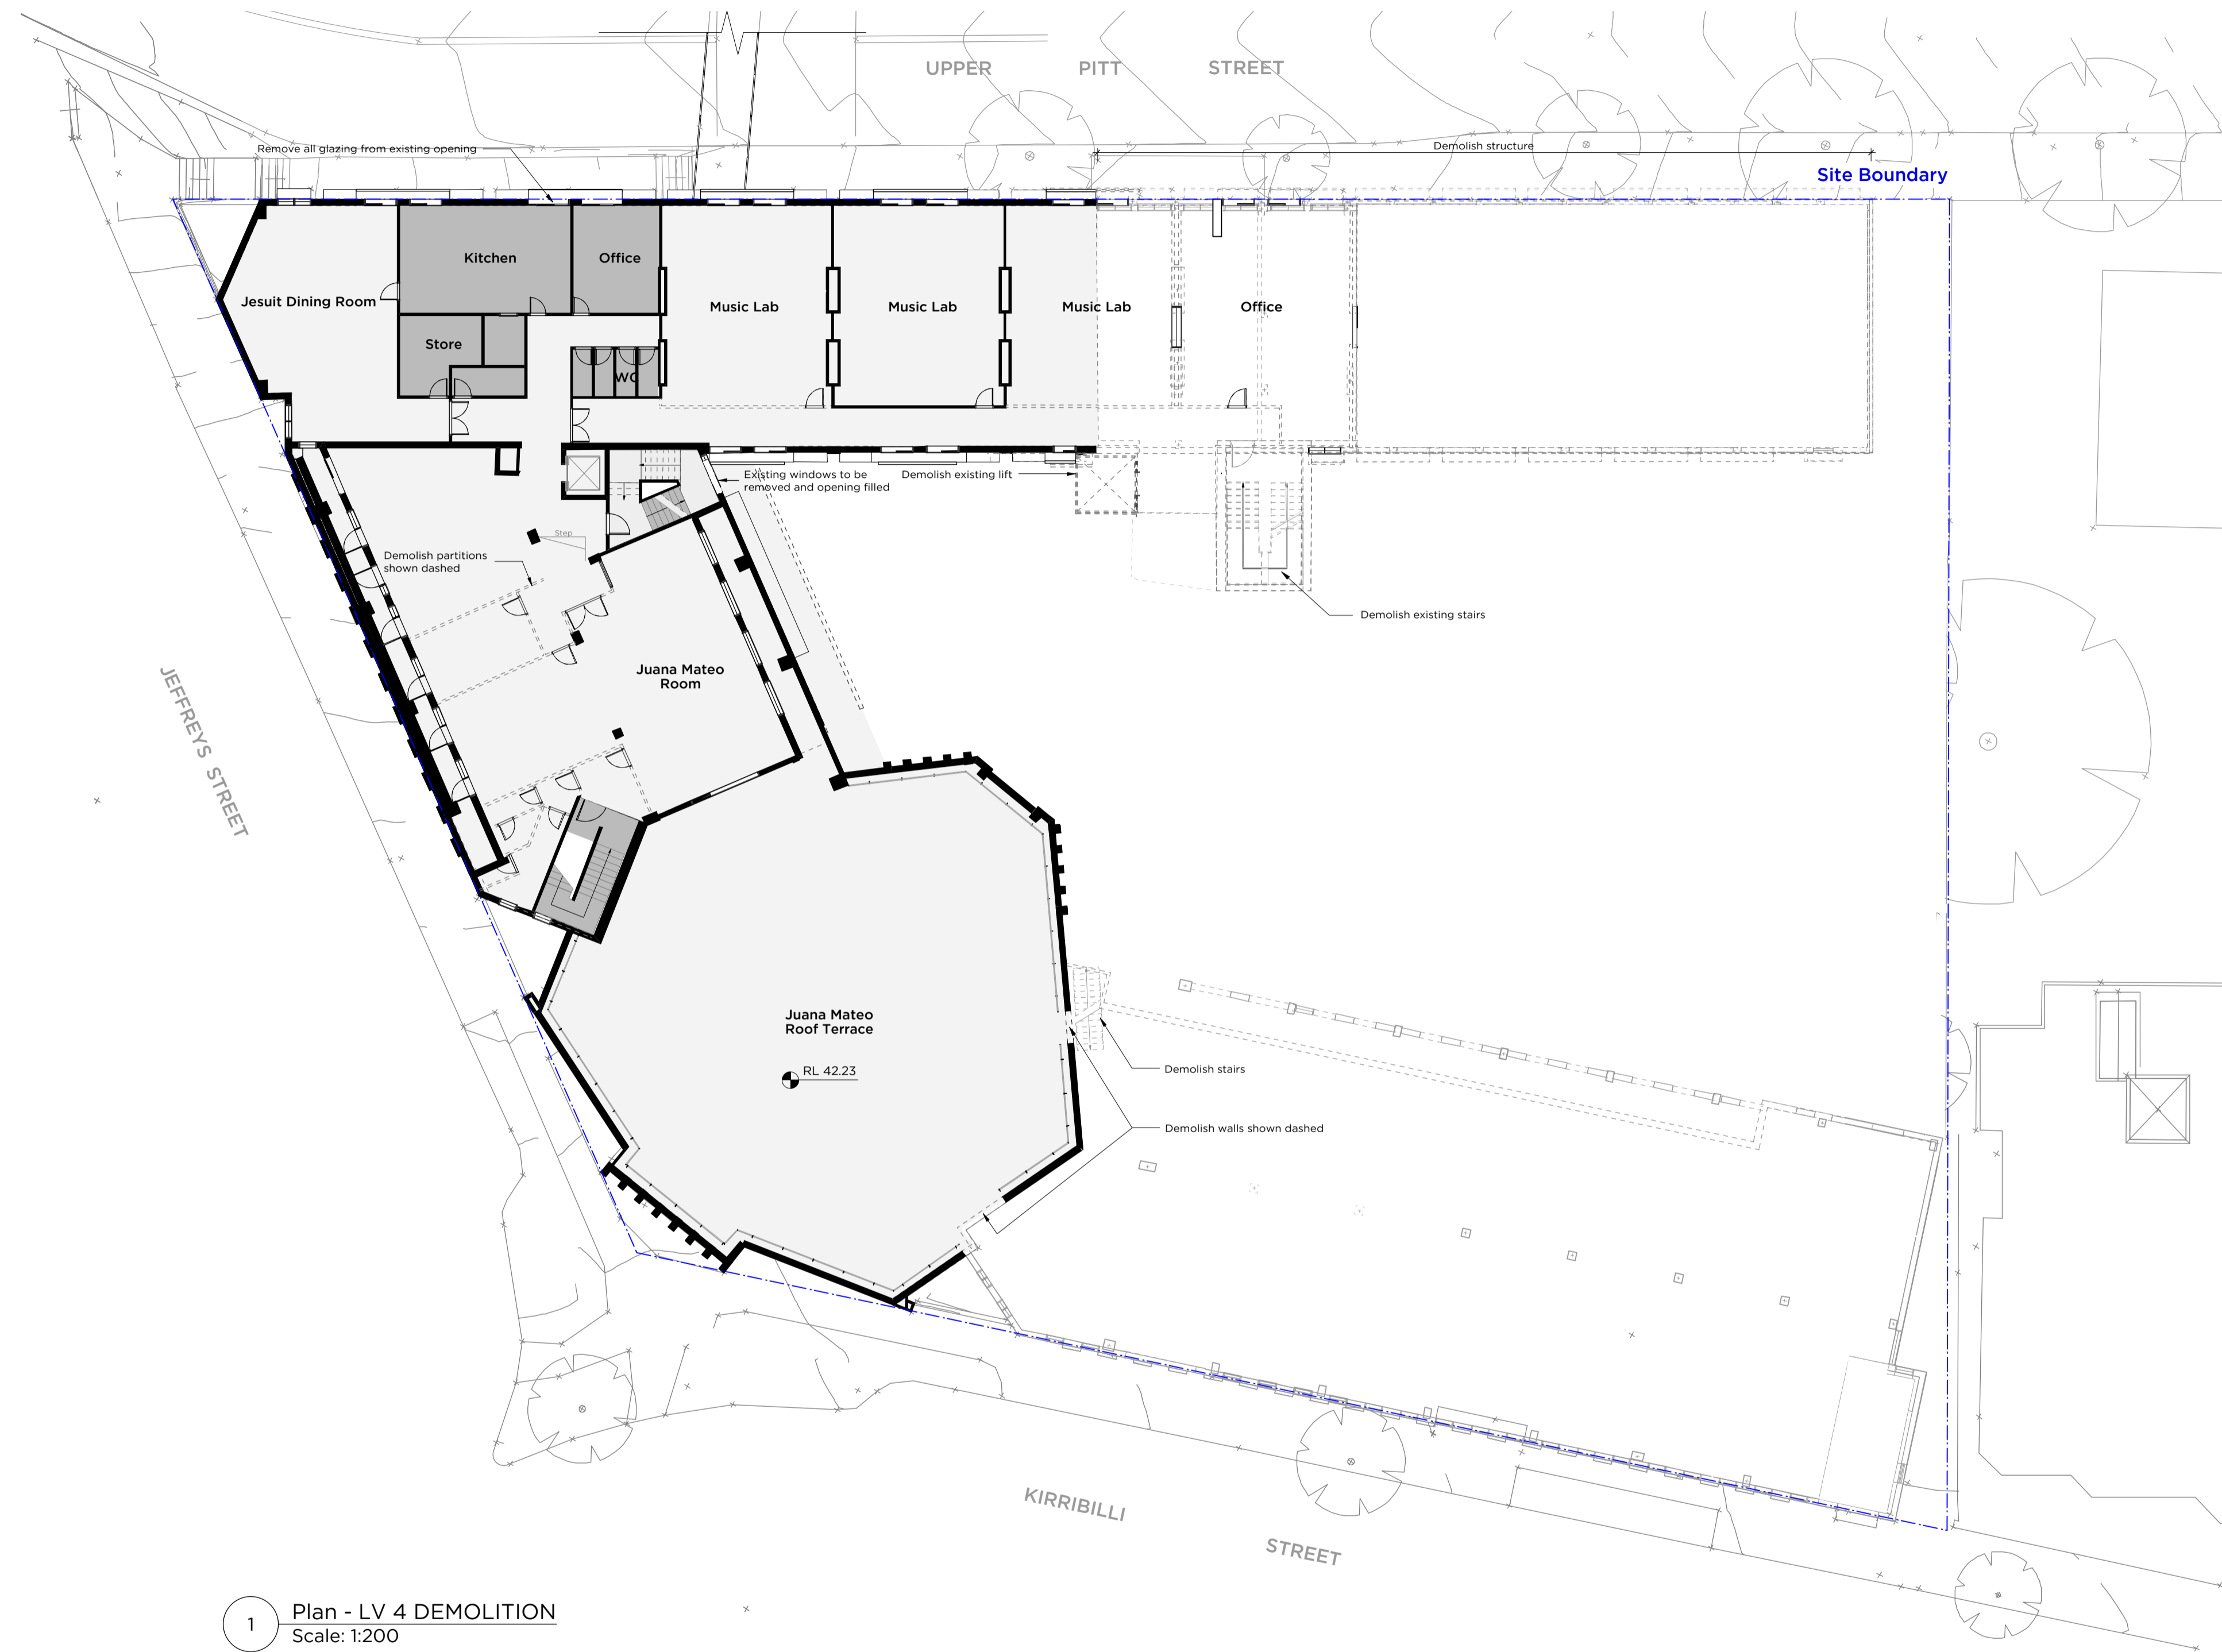 UPPER PITT STREET
Remove all glazing from existing opening
Demolish structure
Site Boundary
Kitchen
Office
Jesuit Dining Room
Music Lab
Music Lab
Music Lab
Office
Store
WC
Existing windows to be
removed and opening filled
Demolish existing lift
Step
Demolish partitions
shown dashed
Demolish existing stairs
Juana Mateo
Room
JEFFREYS STREET
Juana Mateo
Roof Terrace
RL 42.23
Demolish stairs
Demolish walls shown dashed
KIRRIBILLI
STREET
1
Plan - LV 4 DEMOLITION
Scale: 1:200